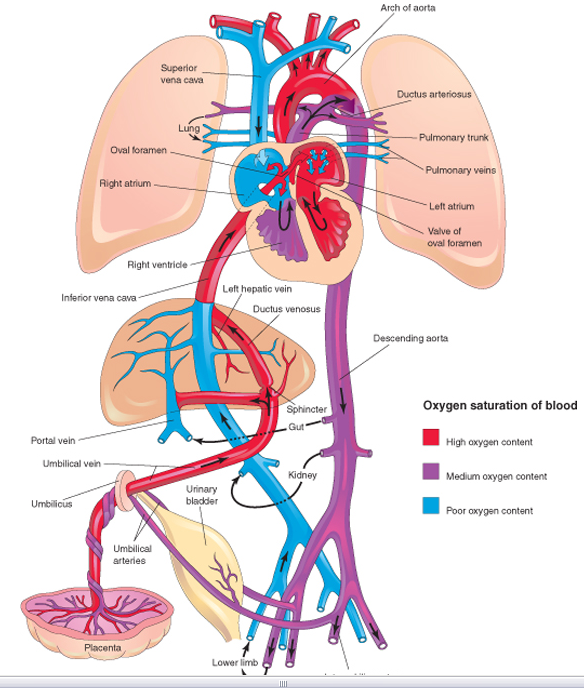 Arch of aorta
Superior
vena cava
Ductus arteriosus
Lung
Pulmonary trunk
Oval foramen
Pulmonary veins
Right atrium
Left atrium
Valve of
oval foramen
Right ventricle
Left hepatic vein
Inferior vena cava
Ductus venosus
Descending aorta
Oxygen saturation of blood
Sphincter
Gut
High oxygen content
Portal vein
Umbilical vein
Kidney
Medium oxygen content
Urinary
bladder
Umbilicus
Poor oxygen content
Umbilical
arteries
Placenta
Lower limb